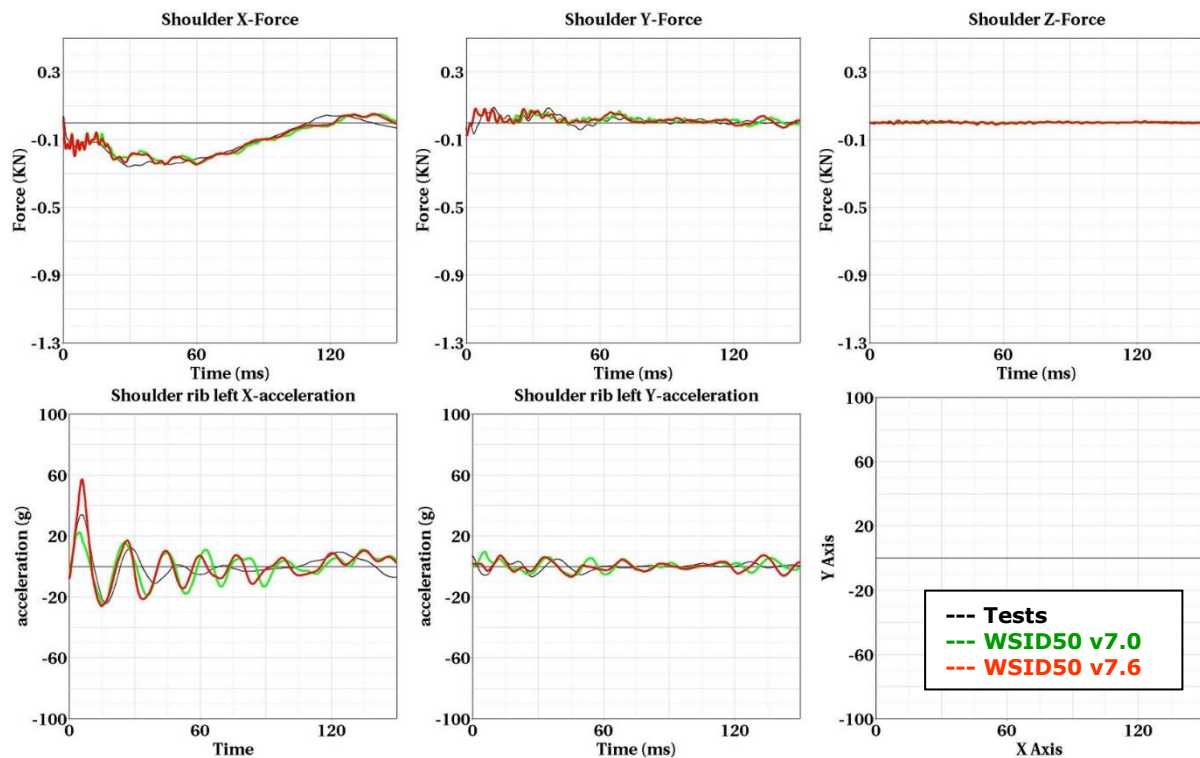 Shoulder X-Force
0.3
-0.1
-0.5
-0.9
-1.3
Force (KN)
0
60
120
Time (ms)
Shoulder Y-Force
0.3
-0.1
-0.5
-0.9
-1.3
Force (KN)
0
60
120
Time (ms)
Shoulder Z-Force
0.3
-0.1
-0.5
-0.9
-1.3
Force (KN)
0
60
120
Time (ms)
Shoulder rib left X-acceleration
100
60
20
-20
-60
-100
acceleration (g)
0
60
120
Time
Shoulder rib left Y-acceleration
100
60
20
-20
-60
-100
acceleration (g)
0
60
120
Time (ms)
100
60
20
-20
-60
-100
Y Axis
0
60
120
X Axis
--- Tests
--- WSID50 v7.0
--- WSID50 v7.6